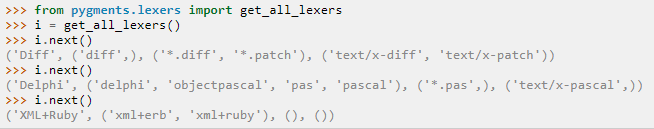 >>> from pygments.lexers import get_all_lexers
>>> i = get_all_lexers()
>>> i.next()
('Diff', ('diff',), ('*.diff', '*.patch'), ('text/x-diff', 'text/x-patch'))
>>> i.next()
('Delphi', ('delphi', 'objectpascal', 'pas', 'pascal'), ('*.pas',), ('text/x-pascal',))
>>> i.next()
('XML+Ruby', ('xml+erb', 'xml+ruby'), (), ())